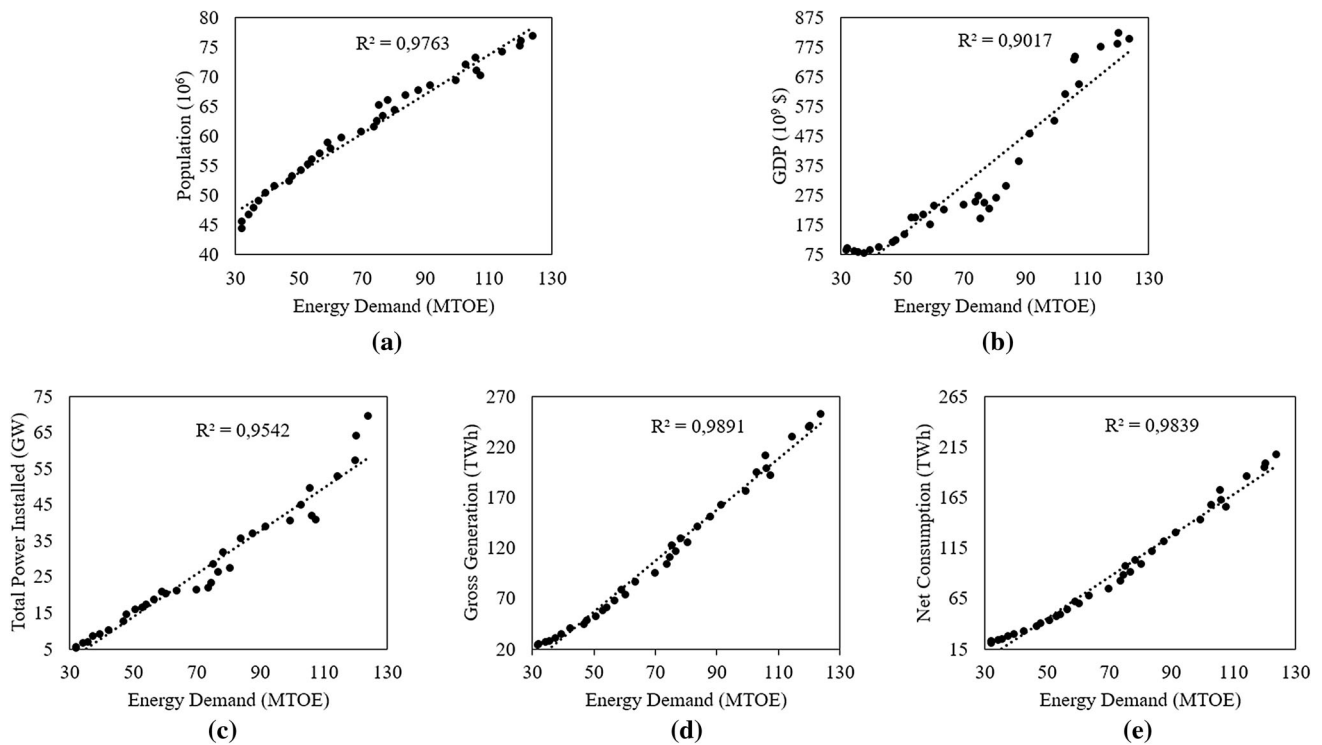 80
75
70
65
60
55
50
45
40
Population (10⁶)
R² = 0,9763
30 50 70 90 110 130
Energy Demand (MTOE)
(a)
875
775
675
575
475
375
275
175
75
GDP (10⁹ $)
R² = 0,9017
30 50 70 90 110 130
Energy Demand (MTOE)
(b)
75
65
55
45
35
25
15
5
Total Power Installed (GW)
R² = 0,9542
30 50 70 90 110 130
Energy Demand (MTOE)
(c)
270
220
170
120
70
20
Gross Generation (TWh)
R² = 0,9891
30 50 70 90 110 130
Energy Demand (MTOE)
(d)
265
215
165
115
65
15
Net Consumption (TWh)
R² = 0,9839
30 50 70 90 110 130
Energy Demand (MTOE)
(e)